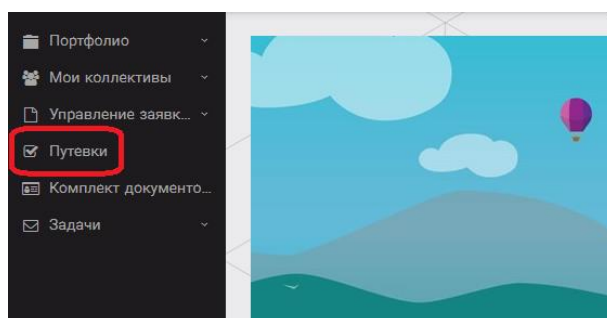 Портфолио
Мои коллективы
Управление заявк...
Путевки
Комплект документо...
Задачи